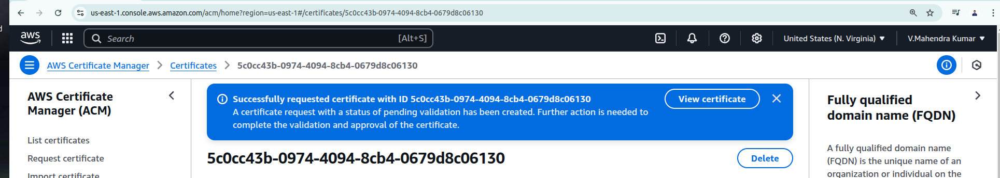 us-east-1.console.aws.amazon.com/acm/home?region=us-east-1#/certificates/5c0cc43b-0974-4094-8cb4-0679d8c06130
aws
Search
[Alt+S]
United States (N. Virginia)
V.Mahendra Kumar
AWS Certificate Manager
Certificates
5c0cc43b-0974-4094-8cb4-0679d8c06130
AWS Certificate
Manager (ACM)
List certificates
Request certificate
Import certificate
Successfully requested certificate with ID 5c0cc43b-0974-4094-8cb4-0679d8c06130
A certificate request with a status of pending validation has been created. Further action is needed to
complete the validation and approval of the certificate.
View certificate
5c0cc43b-0974-4094-8cb4-0679d8c06130
Delete
Fully qualified
domain name (FQDN)
A fully qualified domain name
(FQDN) is the unique name of an
organization or individual on the